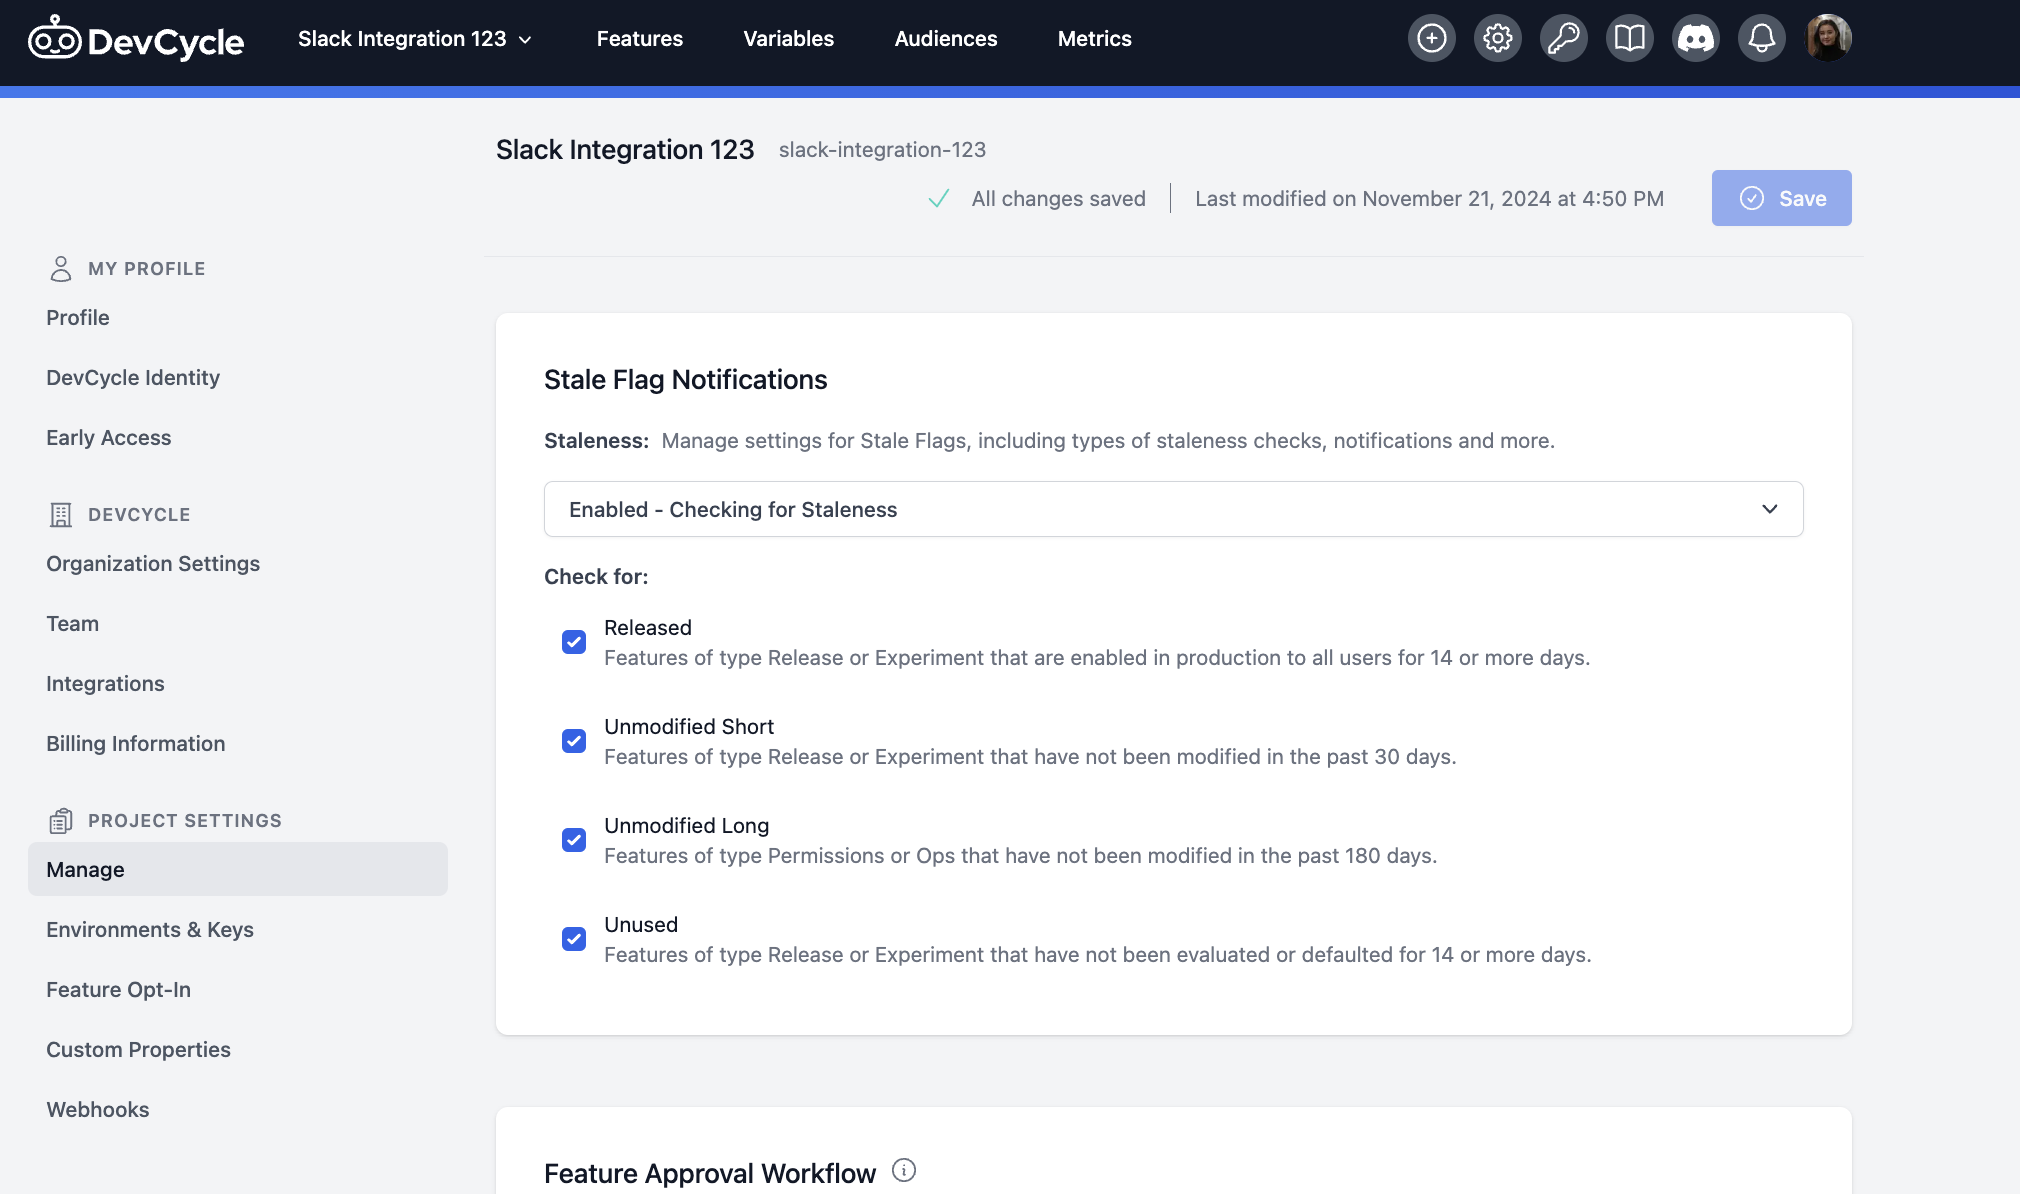 DevCycle
Slack Integration 123
Features
Variables
Audiences
Metrics
Slack Integration 123 slack-integration-123
All changes saved
Last modified on November 21, 2024 at 4:50 PM
Save
MY PROFILE
Profile
DevCycle Identity
Early Access
DEVCYCLE
Organization Settings
Team
Integrations
Billing Information
PROJECT SETTINGS
Manage
Environments & Keys
Feature Opt-In
Custom Properties
Webhooks
Stale Flag Notifications
Staleness: Manage settings for Stale Flags, including types of staleness checks, notifications and more.
Enabled - Checking for Staleness
Check for:
Released
Features of type Release or Experiment that are enabled in production to all users for 14 or more days.
Unmodified Short
Features of type Release or Experiment that have not been modified in the past 30 days.
Unmodified Long
Features of type Permissions or Ops that have not been modified in the past 180 days.
Unused
Features of type Release or Experiment that have not been evaluated or defaulted for 14 or more days.
Feature Approval Workflow